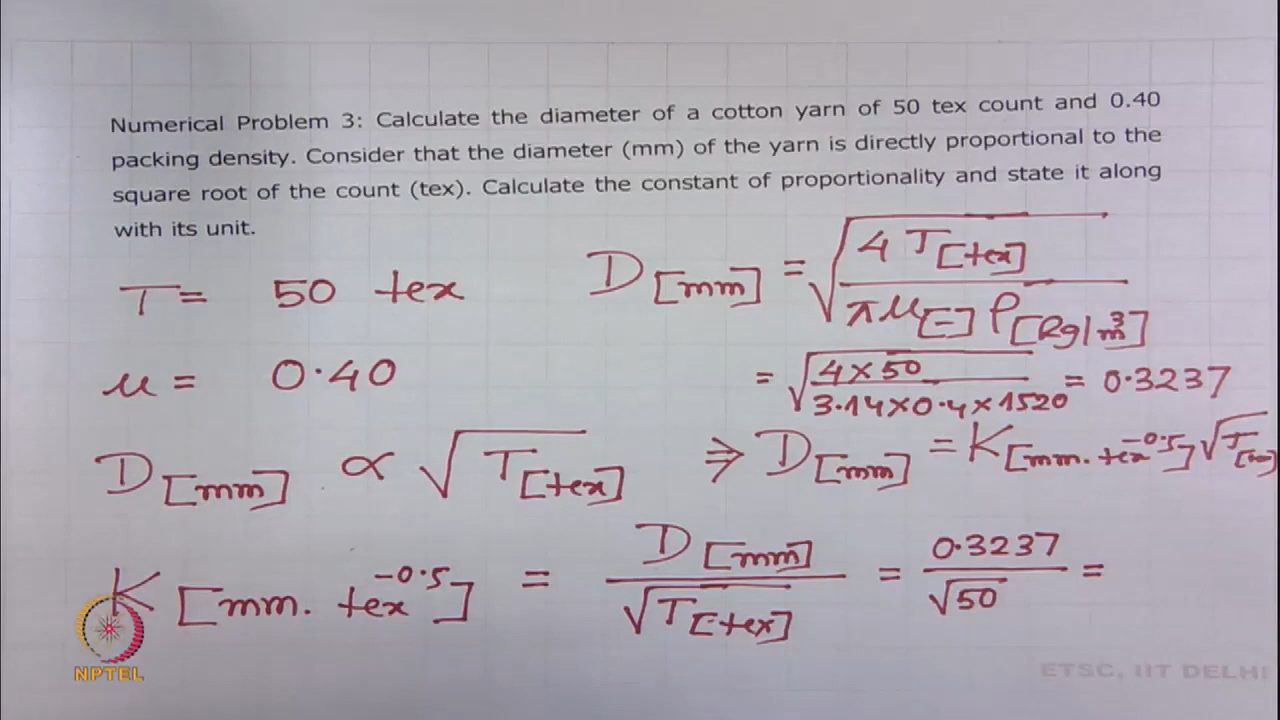 Numerical Problem 3: Calculate the diameter of a cotton yarn of 50 tex count and 0.40
packing density. Consider that the diameter (mm) of the yarn is directly proportional to the
square root of the count (tex). Calculate the constant of proportionality and state it along
with its unit.
T = 50 tex
D[mm] = √(4 T[tex] / π μ[-] ρ[kg/m³])
μ = 0.40
= √(4×50 / 3.14×0.4×1520) = 0.3237
D[mm] ∝ √T[tex] ⇒ D[mm] = K[mm. tex^-0.5] √T[tex]
K [mm. tex^-0.5] = D[mm] / √T[tex] = 0.3237 / √50 =
NPTEL
ETSC, IIT DELHI